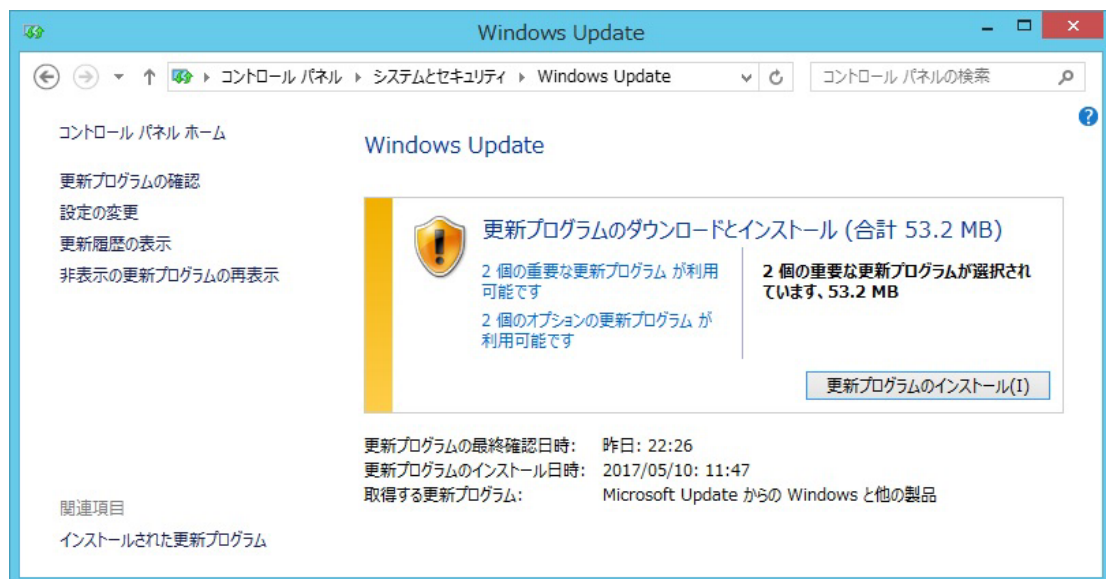 Windows Update
コントロール パネル ▸ システムとセキュリティ ▸ Windows Update
コントロール パネルの検索
コントロール パネル ホーム
更新プログラムの確認
設定の変更
更新履歴の表示
非表示の更新プログラムの再表示
Windows Update
更新プログラムのダウンロードとインストール (合計 53.2 MB)
2 個の重要な更新プログラム が利用
可能です
2 個のオプションの更新プログラム が
利用可能です
2 個の重要な更新プログラムが選択され
ています、53.2 MB
更新プログラムのインストール(I)
更新プログラムの最終確認日時: 昨日: 22:26
更新プログラムのインストール日時: 2017/05/10: 11:47
取得する更新プログラム: Microsoft Update からの Windows と他の製品
関連項目
インストールされた更新プログラム